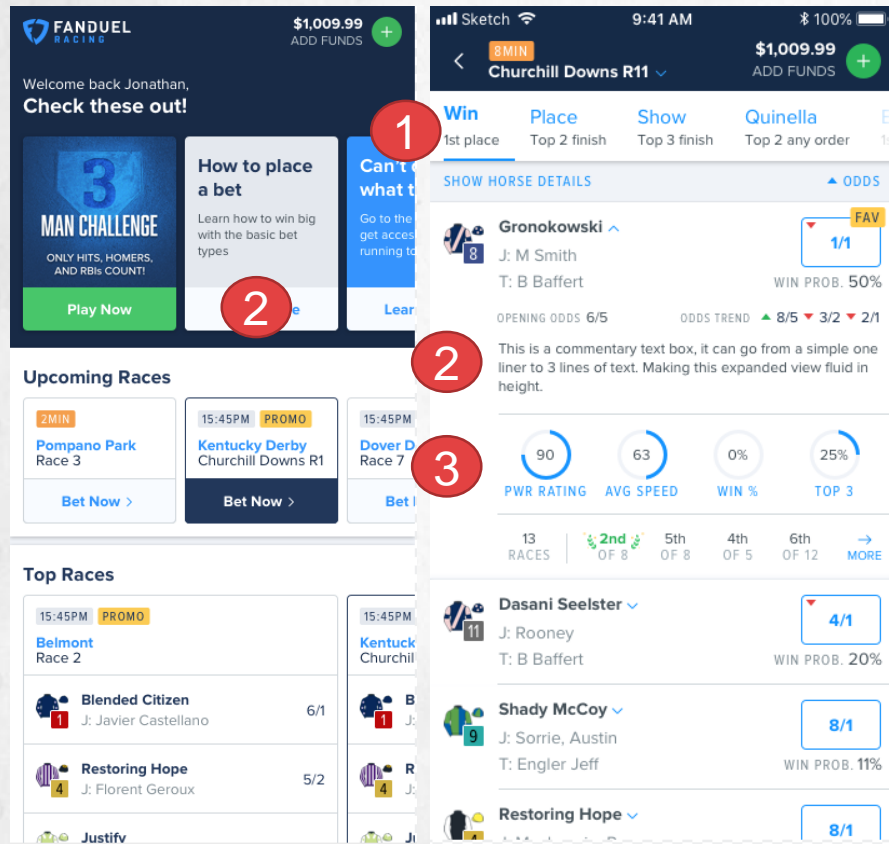 FANDUEL
RACING
$1,009.99
ADD FUNDS
Welcome back Jonathan,
Check these out!
3
MAN CHALLENGE
ONLY HITS, HOMERS,
AND RBIs COUNT!
Play Now
How to place
a bet
Learn how to win big
with the basic bet
types
2
Can't
what t
Go to the
get acces
running to
Lear
Upcoming Races
2MIN
Pompano Park
Race 3
Bet Now >
15:45PM PROMO
Kentucky Derby
Churchill Downs R1
Bet Now >
15:45PM
Dover D
Race 7
Bet
Top Races
15:45PM PROMO
Belmont
Race 2
1
Blended Citizen
J: Javier Castellano
6/1
4
Restoring Hope
J: Florent Geroux
5/2
Justify
15:45PM
Kentuck
Churchil
1
B
J:
4
R
J:
Ju
Sketch
9:41 AM
100%
8MIN
Churchill Downs R11
$1,009.99
ADD FUNDS
1
Win
1st place
Place
Top 2 finish
Show
Top 3 finish
Quinella
Top 2 any order
SHOW HORSE DETAILS
ODDS
8
Gronokowski
J: M Smith
T: B Baffert
FAV
1/1
WIN PROB. 50%
OPENING ODDS 6/5
ODDS TREND 8/5 3/2 2/1
2
This is a commentary text box, it can go from a simple one
liner to 3 lines of text. Making this expanded view fluid in
height.
3
90
PWR RATING
63
AVG SPEED
0%
WIN %
25%
TOP 3
13
RACES
2nd
OF 8
5th
OF 8
4th
OF 5
6th
OF 12
→
MORE
11
Dasani Seelster
J: Rooney
T: B Baffert
4/1
WIN PROB. 20%
9
Shady McCoy
J: Sorrie, Austin
T: Engler Jeff
8/1
WIN PROB. 11%
Restoring Hope
8/1